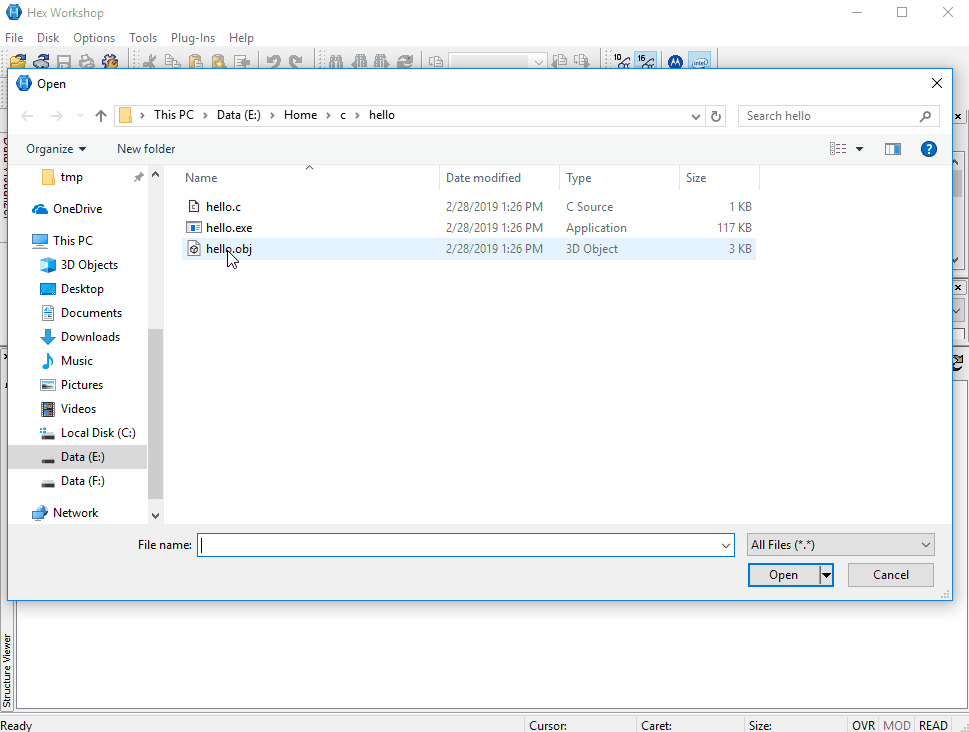 Hex Workshop
File Disk Options Tools Plug-Ins Help
10 16 intel
Open
This PC > Data (E:) > Home > c > hello
Search hello
Organize New folder
Name Date modified Type Size
tmp
OneDrive
This PC
3D Objects
Desktop
Documents
Downloads
Music
Pictures
Videos
Local Disk (C:)
Data (E:)
Data (F:)
Network
hello.c 2/28/2019 1:26 PM C Source 1 KB
hello.exe 2/28/2019 1:26 PM Application 117 KB
hello.obj 2/28/2019 1:26 PM 3D Object 3 KB
File name:
All Files (*.*)
Open Cancel
Structure Viewer
Ready Cursor: Caret: Size: OVR MOD READ